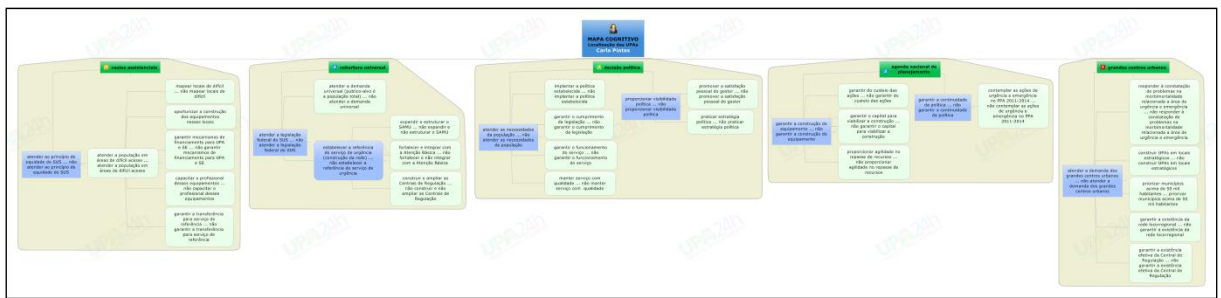 UPA24h
MAPA COGNITIVO
Localização das UPAs
Carla Pintas
vazios assistenciais
mapear locais de difícil
... não mapear locais de
difícil
oportunizar a construção
dos equipamentos
nesses locais
garantir mecanismos de
financiamento para UPA
e SE ... não garantir
mecanismos de
financiamento para UPA
e SE
atender ao princípio de
equidade do SUS ... não
atender ao princípio de
equidade do SUS
atender a população em
áreas de difícil acesso ...
atender a população em
áreas de difícil acesso
capacitar o profissional
desses equipamentos ...
não capacitar o
profissional desses
equipamentos
garantir a transferência
para serviço de
referência ... não
garantir a transferência
para serviço de
referência
cobertura universal
atender a demanda
universal (público-alvo é
a população total) ... não
atender a demanda
universal
atender a legislação
federal do SUS ... não
atender a legislação
federal do SUS
expandir e estruturar o
SAMU ... não expandir e
não estruturar o SAMU
estabelecer a referência
do serviço de urgência
(construção da rede) ...
não estabelecer a
referência do serviço de
urgência
fortalecer e integrar com
a Atenção Básica ... não
fortalecer e não integrar
com a Atenção Básica
construir e ampliar as
Centrais de Regulação ...
não construir e não
ampliar as Centrais de
Regulação
decisão política
implantar a política
estabelecida ... não
implantar a política
estabelecida
garantir o cumprimento
da legislação ... não
garantir o cumprimento
da legislação
atender as necessidades
da população ... não
atender as necessidades
da população
garantir o funcionamento
do serviço ... não
garantir o funcionamento
do serviço
manter serviço com
qualidade ... não manter
serviço com qualidade
proporcionar visibilidade
política ... não
proporcionar visibilidade
política
promover a satisfação
pessoal do gestor ... não
promover a satisfação
pessoal do gestor
praticar estratégia
política ... não praticar
estratégia política
agenda nacional de
planejamento
garantir do custeio das
ações ... não garantir do
custeio das ações
garantir a construção do
equipamento ... não
garantir a construção do
equipamento
garantir o capital para
viabilizar a construção ...
não garantir o capital
para viabilizar a
construção
proporcionar agilidade no
repasse de recursos ...
não proporcionar
agilidade no repasse de
recursos
garantir a continuidade
da política ... não
garantir a continuidade
da política
contemplar as ações de
urgência e emergência
no PPA 2011-2014 ...
não contemplar as ações
de urgência e
emergência no PPA
2011-2014
grandes centros urbanos
responder à constatação
de problemas na
morbimortalidade
relacionada a área de
urgência e emergência
... não responder à
constatação de
problemas na
morbimortalidade
relacionada a área de
urgência e emergência
construir UPAs em locais
estratégicos ... não
construir UPAs em locais
estratégicos
atender a demanda dos
grandes centros urbanos
... não atender a
demanda dos grandes
centros urbanos
priorizar municípios
acima de 50 mil
habitantes ... priorizar
municípios acima de 50
mil habitantes
garantir a existência da
rede locorregional ... não
garantir a existência da
rede locorregional
garantir a existência
efetiva da Central de
Regulação ... não
garantir a existência
efetiva da Central de
Regulação